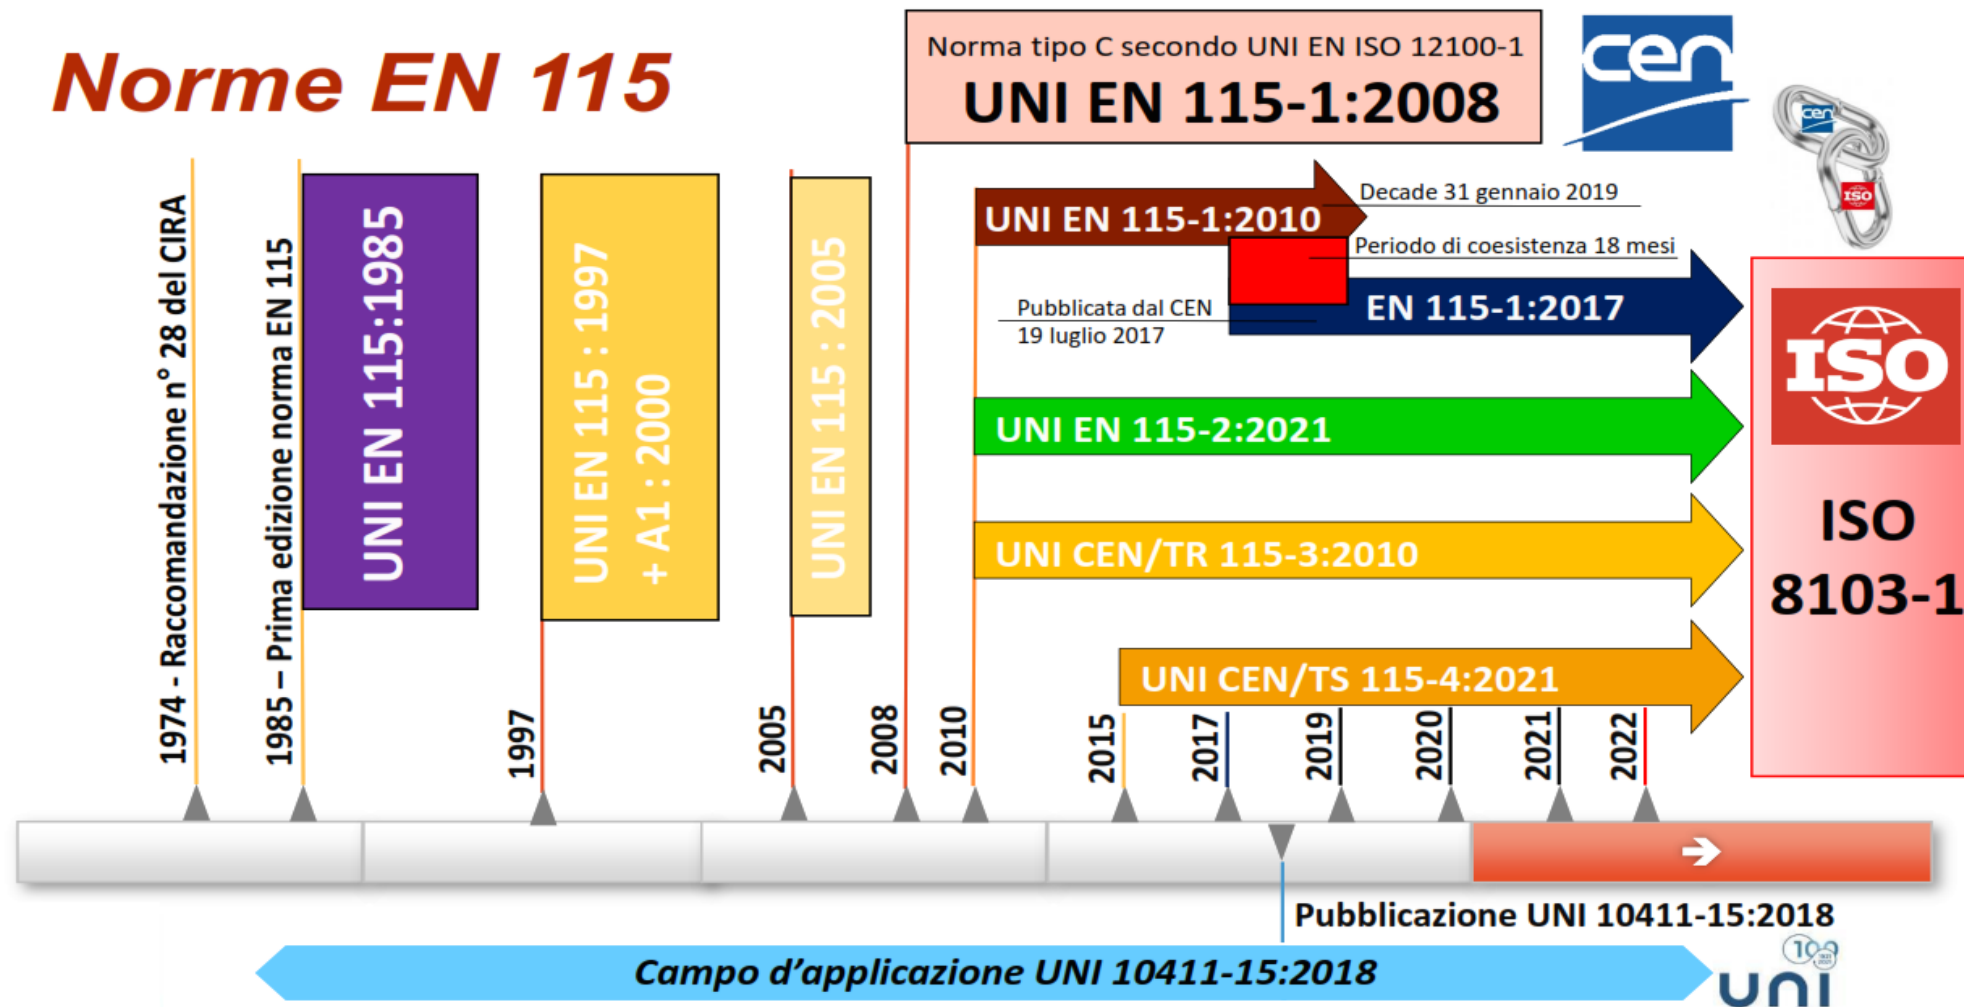 Norme EN 115
Norma tipo C secondo UNI EN ISO 12100-1
UNI EN 115-1:2008
cen
cen
ISO
1974 - Raccomandazione n° 28 del CIRA
1985 – Prima edizione norma EN 115
UNI EN 115:1985
UNI EN 115 : 1997
+ A1 : 2000
UNI EN 115 : 2005
UNI EN 115-1:2010
Decade 31 gennaio 2019
Periodo di coesistenza 18 mesi
Pubblicata dal CEN
19 luglio 2017
EN 115-1:2017
UNI EN 115-2:2021
UNI CEN/TR 115-3:2010
UNI CEN/TS 115-4:2021
ISO
ISO
8103-1
1997
2005
2008
2010
2015
2017
2019
2020
2021
2022
Pubblicazione UNI 10411-15:2018
Campo d'applicazione UNI 10411-15:2018
100
uni